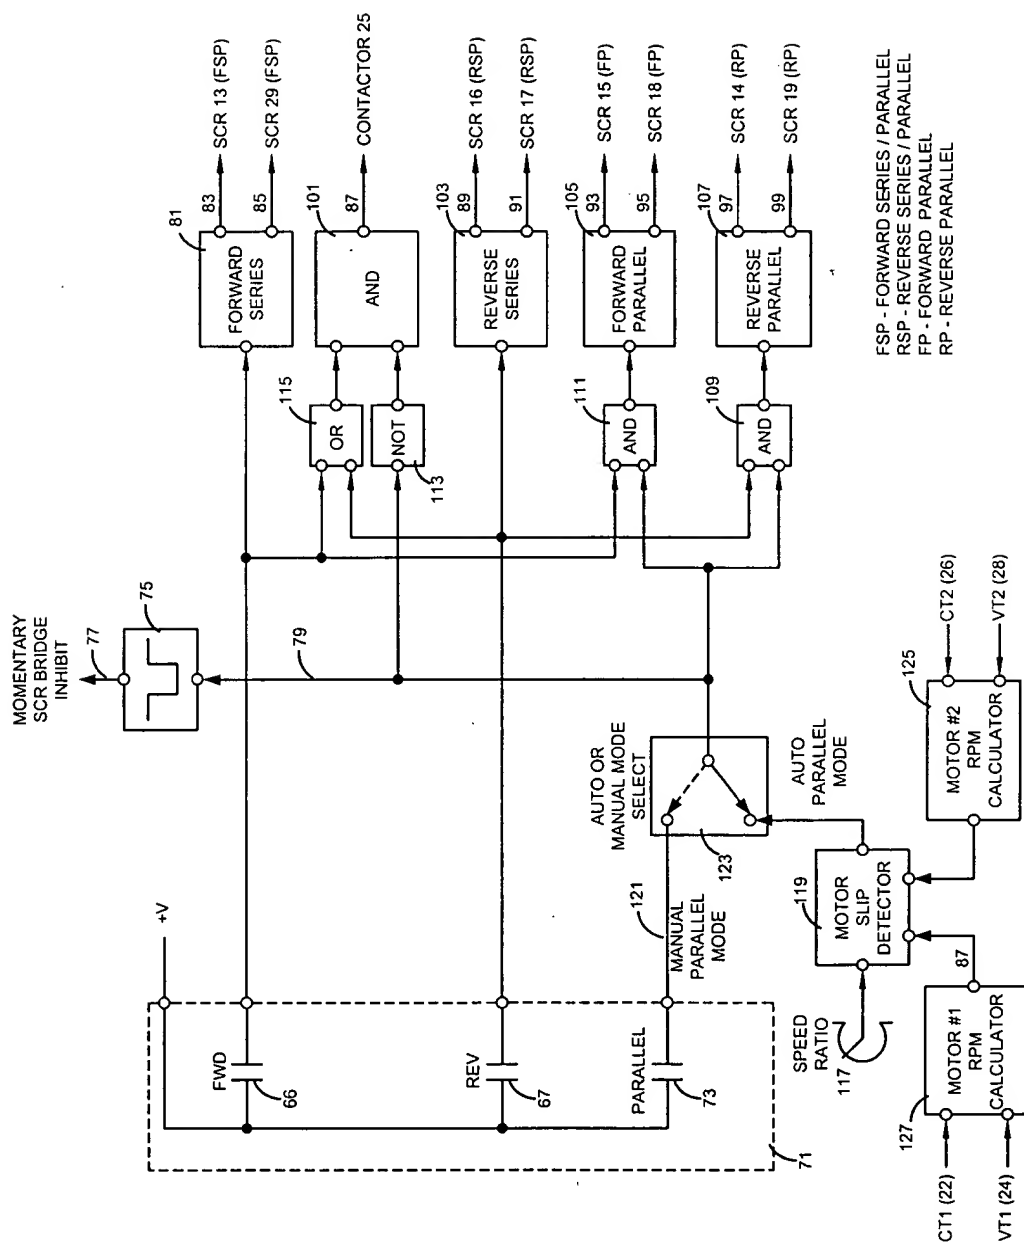 MOMENTARY
SCR BRIDGE
INHIBIT
77
75
79
81
FORWARD
SERIES
83
SCR 13 (FSP)
85
SCR 29 (FSP)
101
AND
87
CONTACTOR 25
103
REVERSE
SERIES
89
SCR 16 (RSP)
91
SCR 17 (RSP)
105
FORWARD
PARALLEL
93
SCR 15 (FP)
95
SCR 18 (FP)
107
REVERSE
PARALLEL
97
SCR 14 (RP)
99
SCR 19 (RP)
115
OR
NOT
113
111
AND
109
AND
+V
FWD
66
REV
67
PARALLEL
73
71
121
MANUAL
PARALLEL
MODE
AUTO OR
MANUAL MODE
SELECT
123
AUTO
PARALLEL
MODE
SPEED
RATIO
117
119
MOTOR
SLIP
DETECTOR
87
127
MOTOR #1
RPM
CALCULATOR
CT1 (22)
VT1 (24)
125
MOTOR #2
RPM
CALCULATOR
CT2 (26)
VT2 (28)
FSP - FORWARD SERIES / PARALLEL
RSP - REVERSE SERIES / PARALLEL
FP - FORWARD PARALLEL
RP - REVERSE PARALLEL